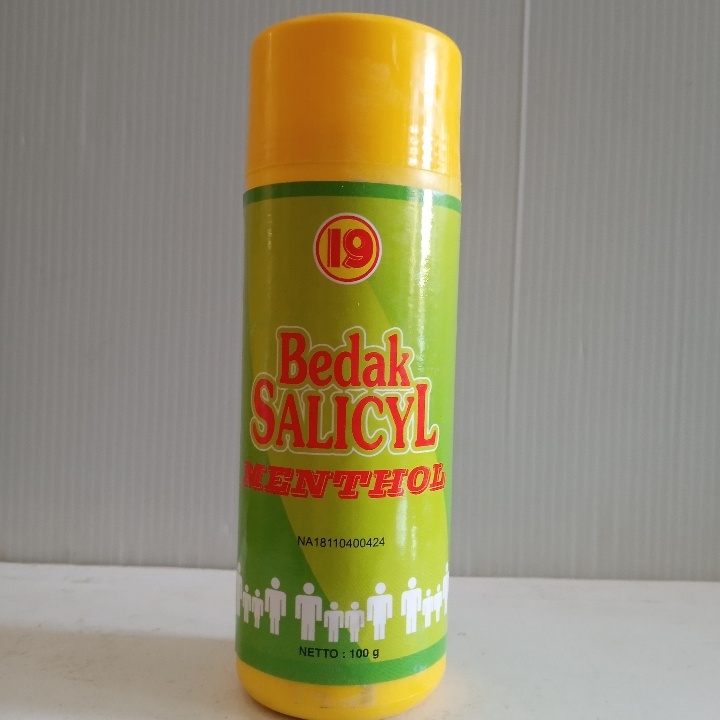 19
Bedak
SALICYL
MENTHOL
NA18110400424
NETTO : 100 g